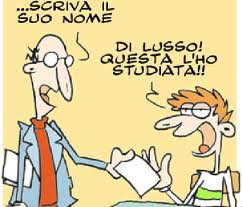 ...SCRIVA IL
SUO NOME
DI LUSSO!
QUESTA L'HO
STUDIATA!!